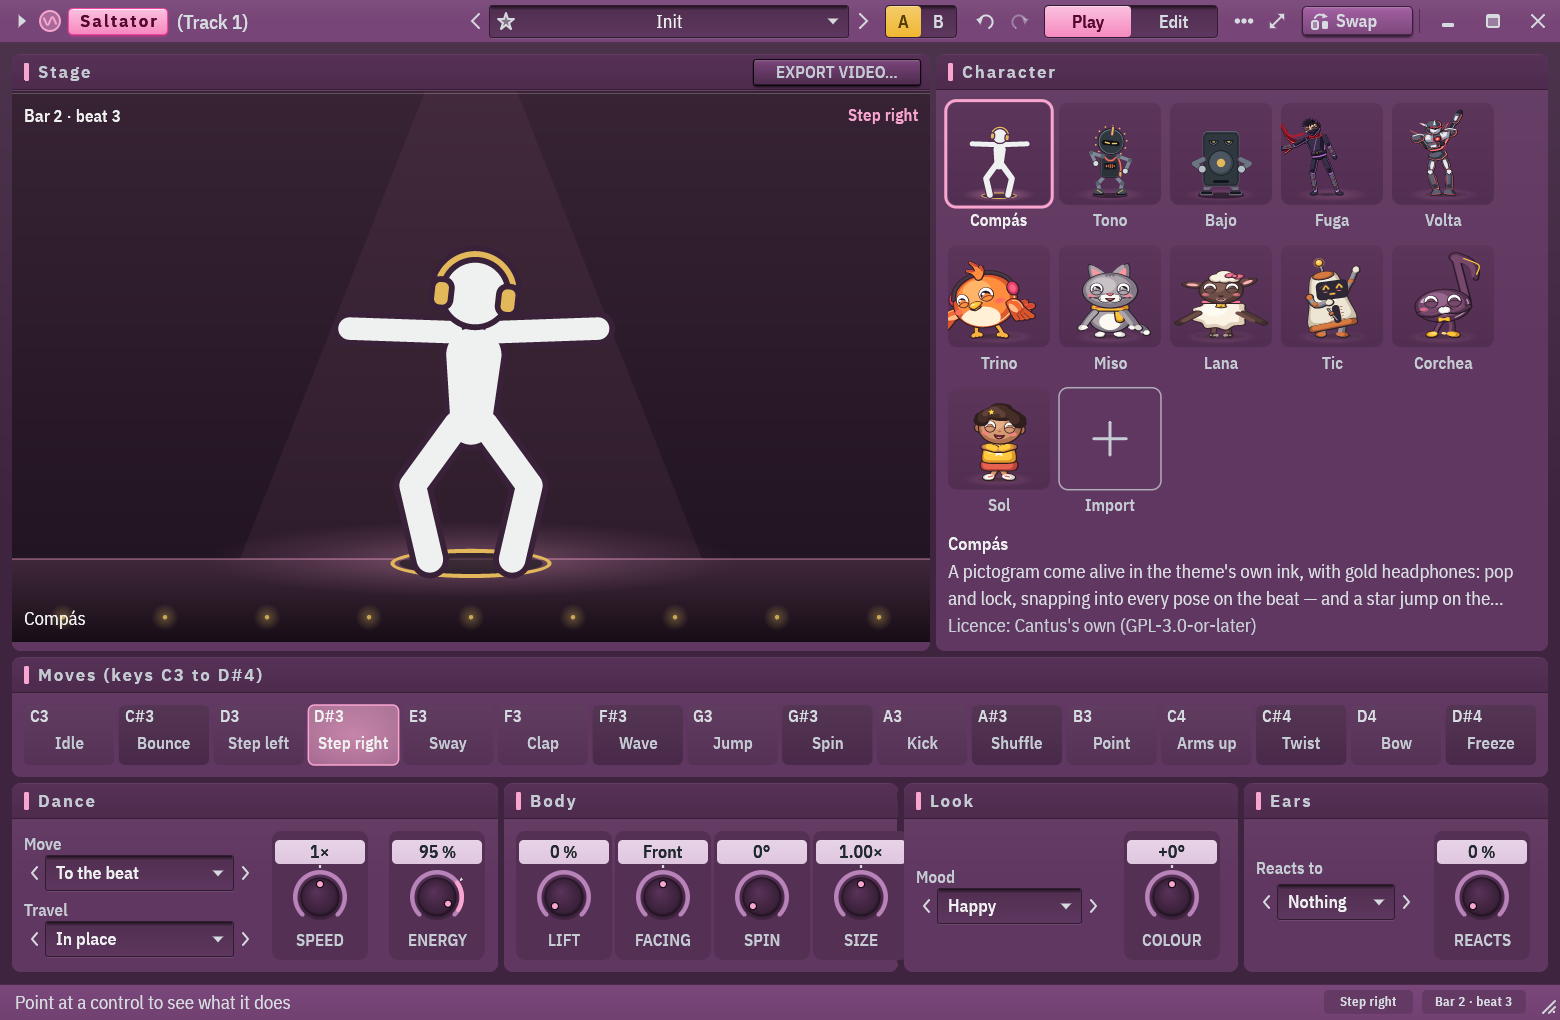 Saltator (Track 1) Init A B Play Edit Swap
Stage EXPORT VIDEO... Character
Bar 2 · beat 3 Step right
Compás
Compás Tono Bajo Fuga Volta
Trino Miso Lana Tic Corchea
Sol Import
Compás
A pictogram come alive in the theme's own ink, with gold headphones: pop
and lock, snapping into every pose on the beat — and a star jump on the...
Licence: Cantus's own (GPL-3.0-or-later)
Moves (keys C3 to D#4)
C3 C#3 D3 D#3 E3 F3 F#3 G3 G#3 A3 A#3 B3 C4 C#4 D4 D#4
Idle Bounce Step left Step right Sway Clap Wave Jump Spin Kick Shuffle Point Arms up Twist Bow Freeze
Dance Body Look Ears
Move
To the beat
Travel
In place
1× 95 % 0 % Front 0° 1.00× +0° 0 %
SPEED ENERGY LIFT FACING SPIN SIZE COLOUR REACTS
Mood
Happy
Reacts to
Nothing
Point at a control to see what it does Step right Bar 2 · beat 3